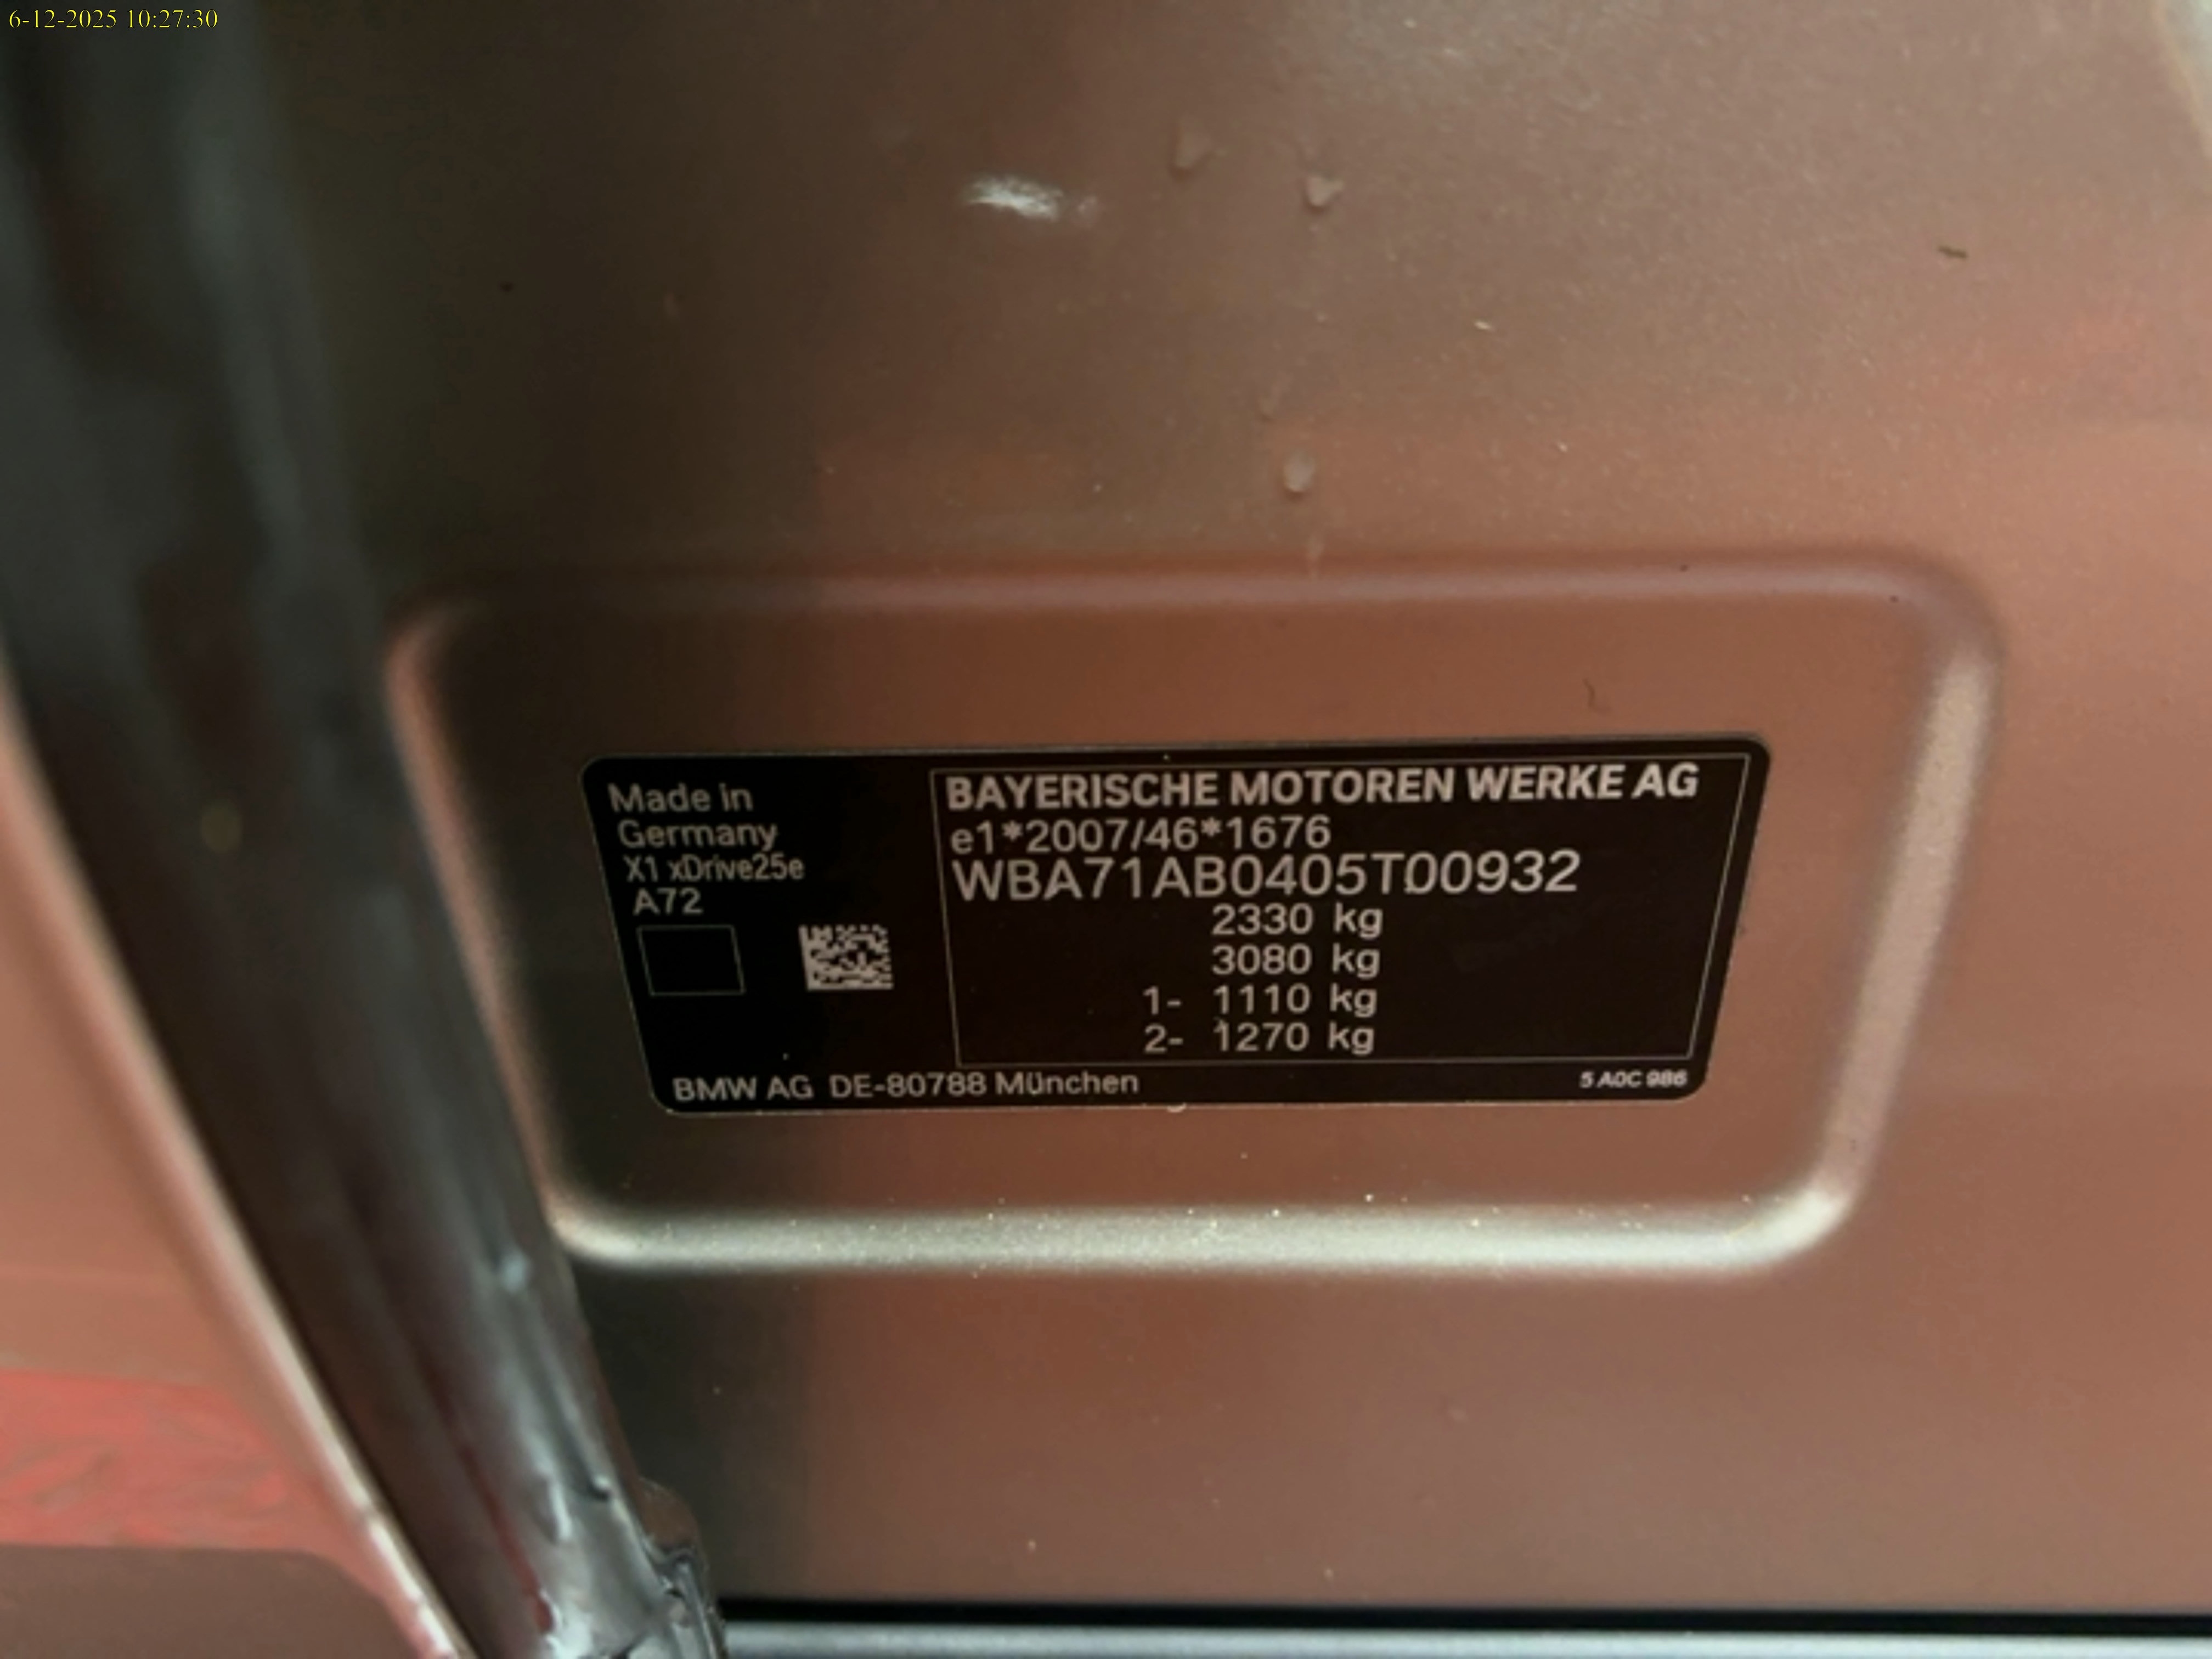 6-12-2025 10:27:30
Made in
Germany
X1 xDrive25e
A72
BAYERISCHE MOTOREN WERKE AG
e1*2007/46*1676
WBA71AB0405T00932
2330 kg
3080 kg
1- 1110 kg
2- 1270 kg
BMW AG DE-80788 München
5 A0C 986